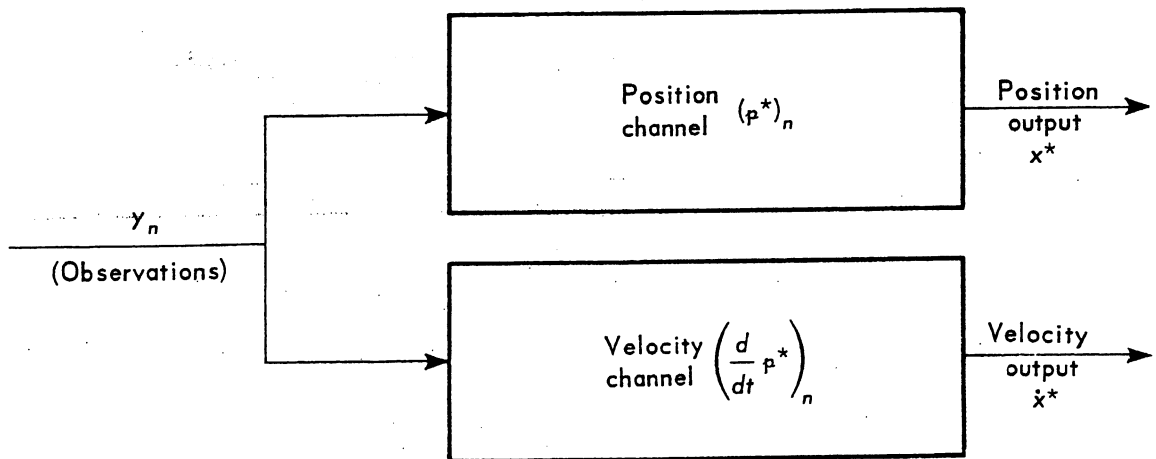 Position
channel (p*)ₙ
Position
output
x*
yₙ
(Observations)
Velocity
channel (d/dt p*)ₙ
Velocity
output
ẋ*